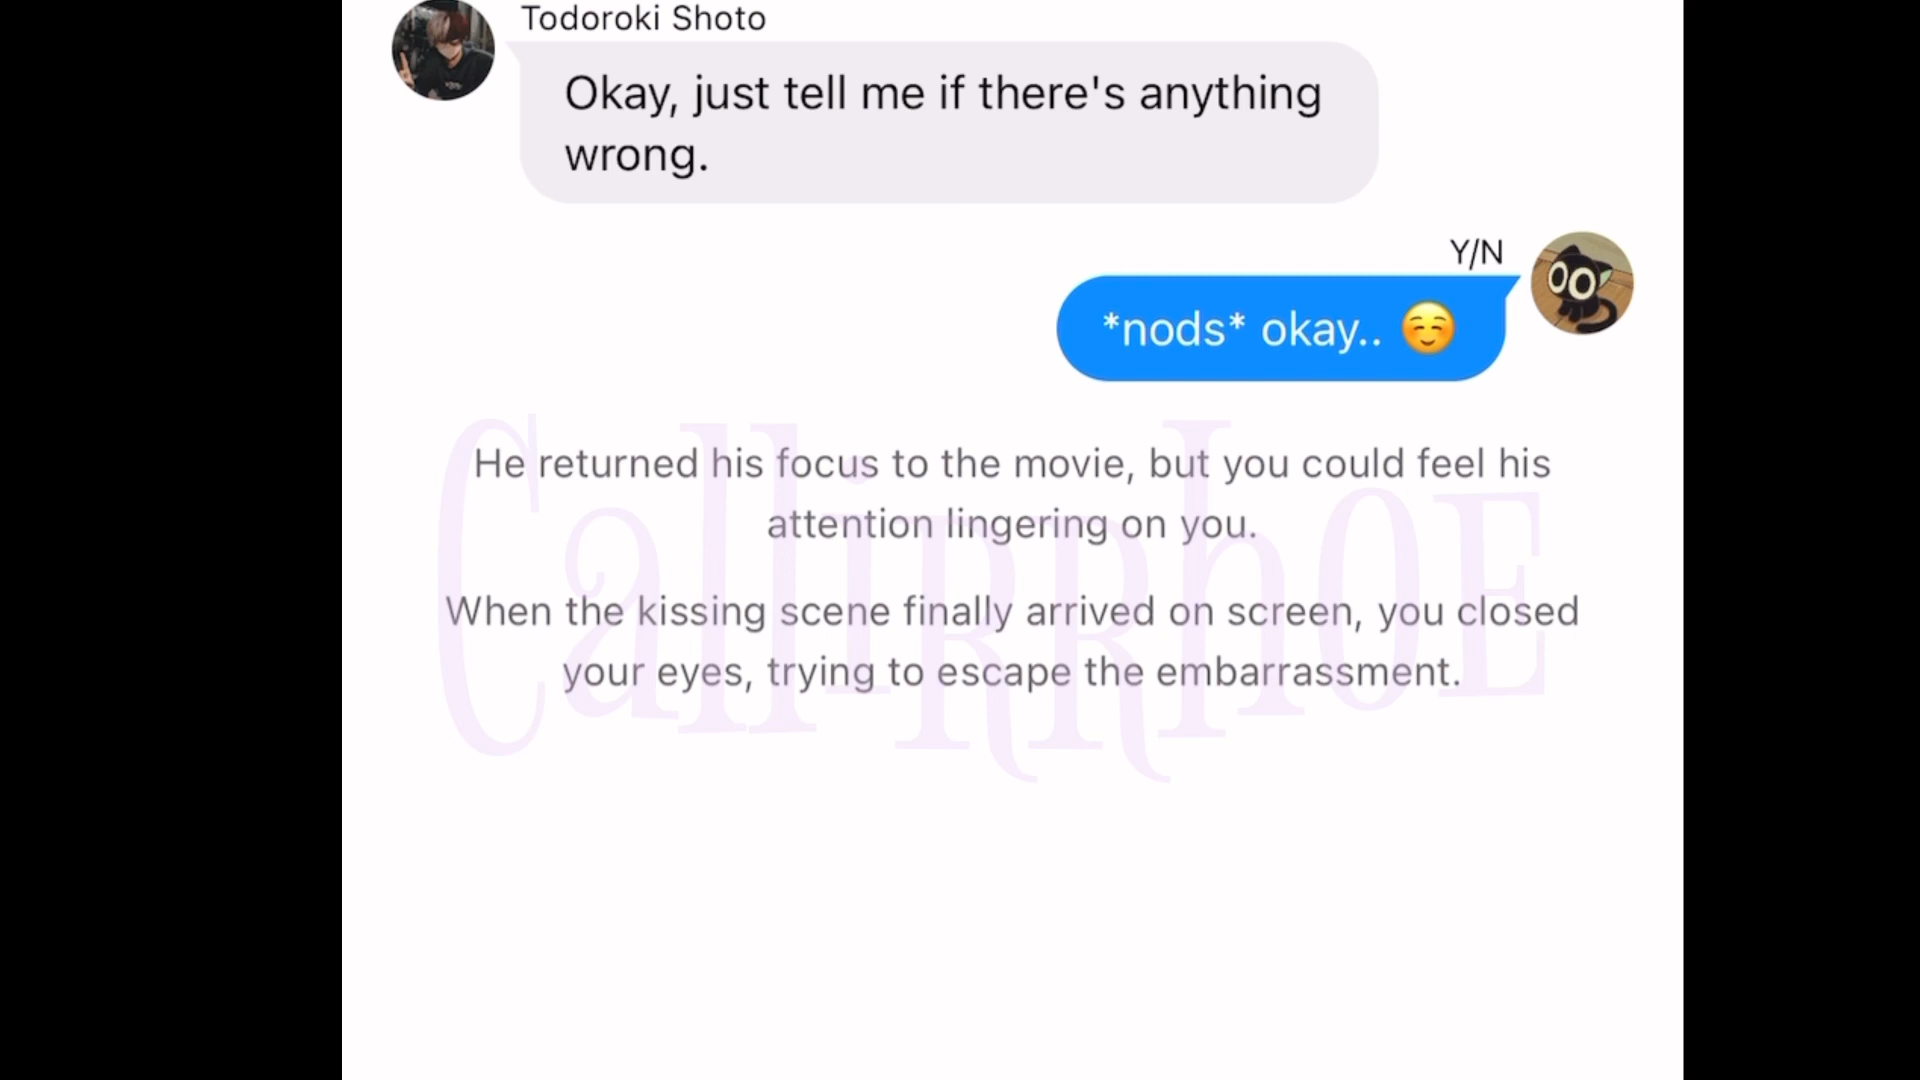 Todoroki Shoto
Okay, just tell me if there's anything
wrong.
Y/N
*nods* okay.. ☺️
He returned his focus to the movie, but you could feel his
attention lingering on you.
When the kissing scene finally arrived on screen, you closed
your eyes, trying to escape the embarrassment.
CalliRRhOE